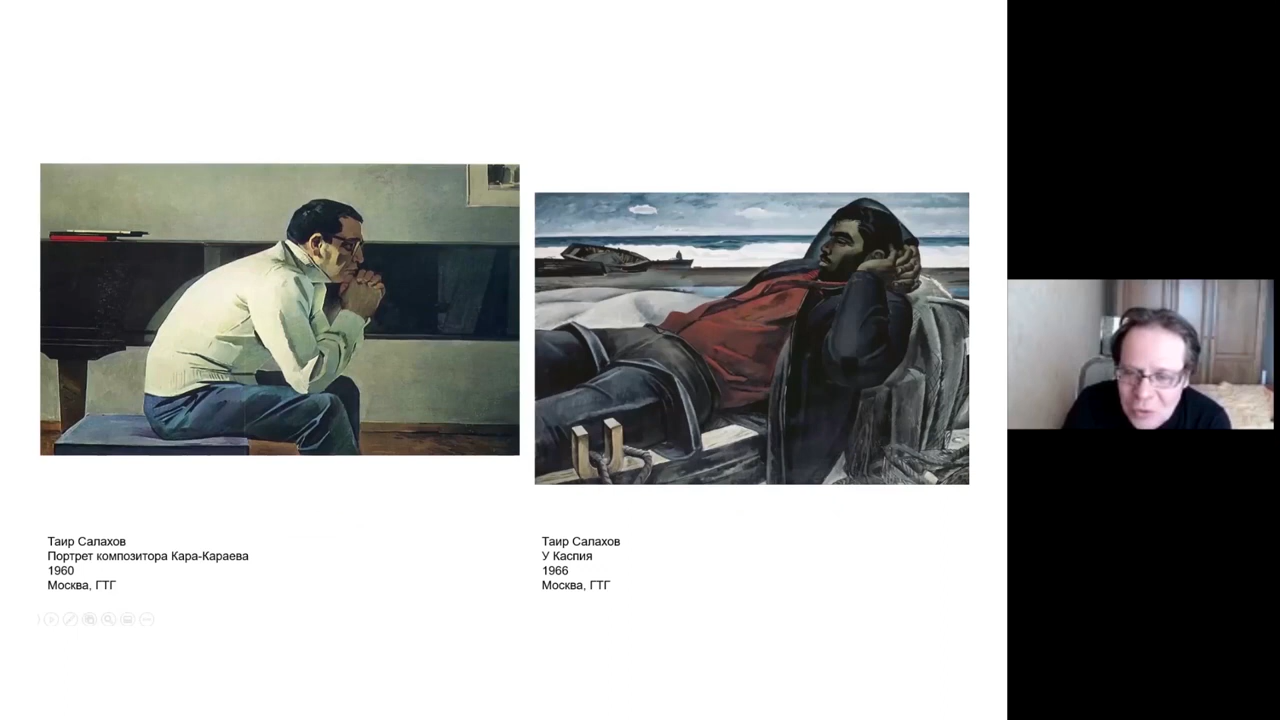 Таир Салахов
Портрет композитора Кара-Караева
1960
Москва, ГТГ
Таир Салахов
У Каспия
1966
Москва, ГТГ